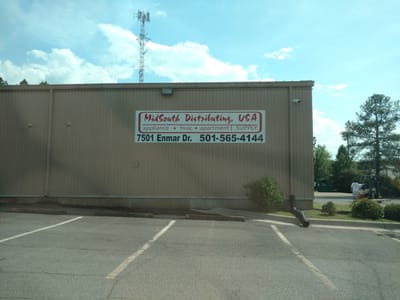 MidSouth Distributing, USA
appliance • hvac • apartment | SUPPLY
7501 Enmar Dr. 501-565-4144